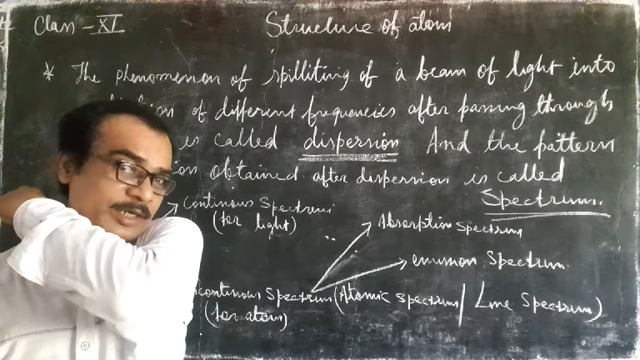 Class - XI
Structure of atom
* The phenomenon of spilliting of a beam of light into
of different frequencies after passing through
is called dispersion And the pattern
obtained after dispersion is called
Spectrum.
Continuous Spectrum
(for light)
Absorption Spectrum
emission Spectrum
continous Spectrum (Atomic Spectrum / Line Spectrum)
(for atom)